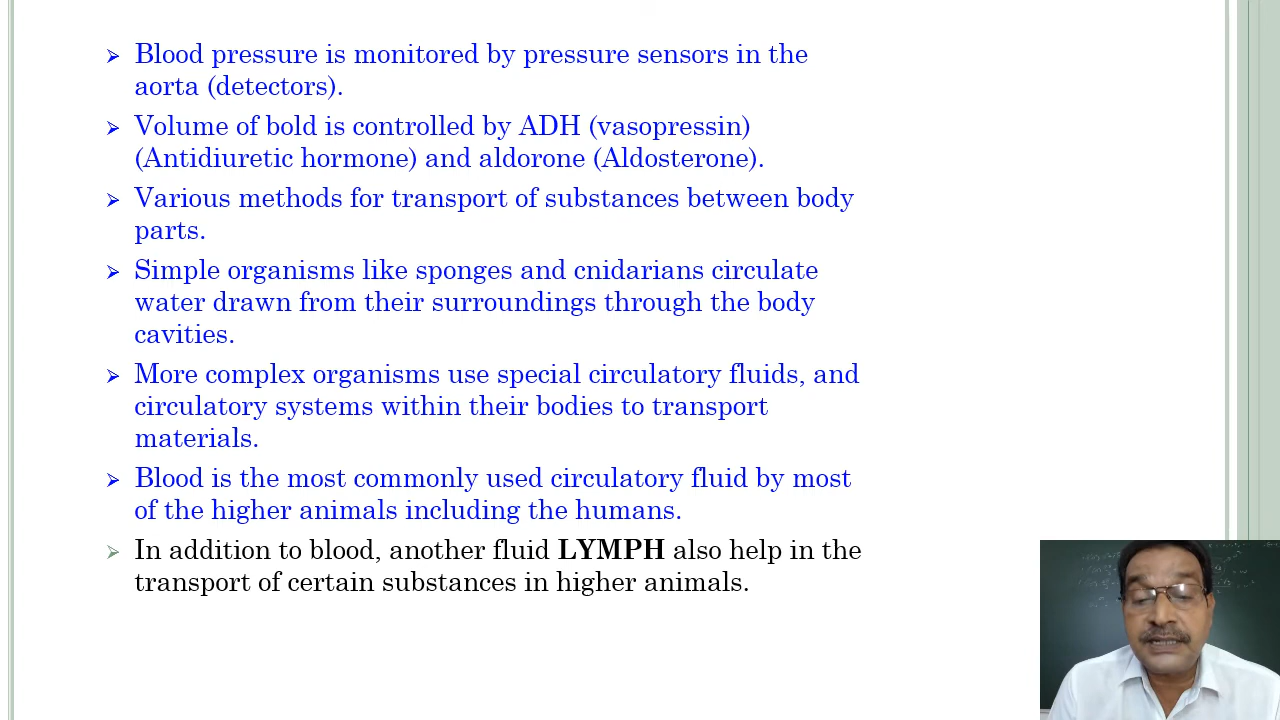 Blood pressure is monitored by pressure sensors in the
aorta (detectors).
Volume of bold is controlled by ADH (vasopressin)
(Antidiuretic hormone) and aldorone (Aldosterone).
Various methods for transport of substances between body
parts.
Simple organisms like sponges and cnidarians circulate
water drawn from their surroundings through the body
cavities.
More complex organisms use special circulatory fluids, and
circulatory systems within their bodies to transport
materials.
Blood is the most commonly used circulatory fluid by most
of the higher animals including the humans.
In addition to blood, another fluid LYMPH also help in the
transport of certain substances in higher animals.